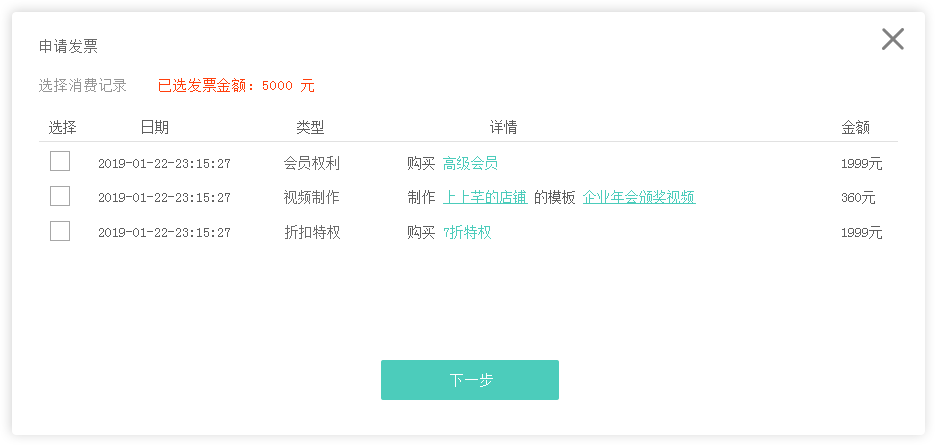 申请发票
选择消费记录 已选发票金额：5000 元
选择 日期 类型 详情 金额
2019-01-22-23:15:27 会员权利 购买 高级会员 1999元
2019-01-22-23:15:27 视频制作 制作 上上芊的店铺 的模板 企业年会颁奖视频 360元
2019-01-22-23:15:27 折扣特权 购买 7折特权 1999元
下一步